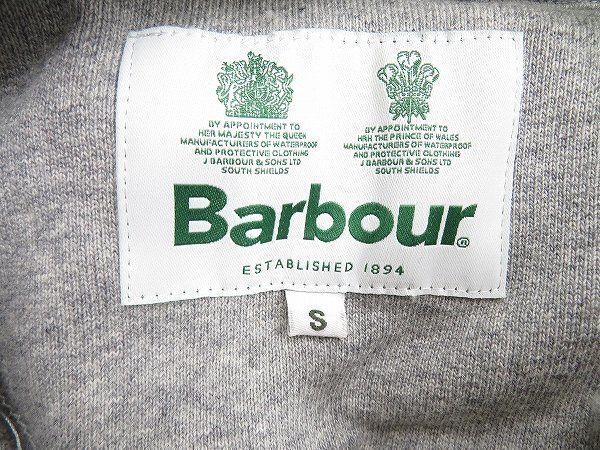 BY APPOINTMENT TO
HER MAJESTY THE QUEEN
MANUFACTURERS OF WATERPROOF
AND PROTECTIVE CLOTHING
J BARBOUR & SONS LTD
SOUTH SHIELDS
BY APPOINTMENT TO
HRH THE PRINCE OF WALES
MANUFACTURERS OF WATERPROOF
AND PROTECTIVE CLOTHING
J BARBOUR & SONS LTD
SOUTH SHIELDS
Barbour®
ESTABLISHED 1894
S